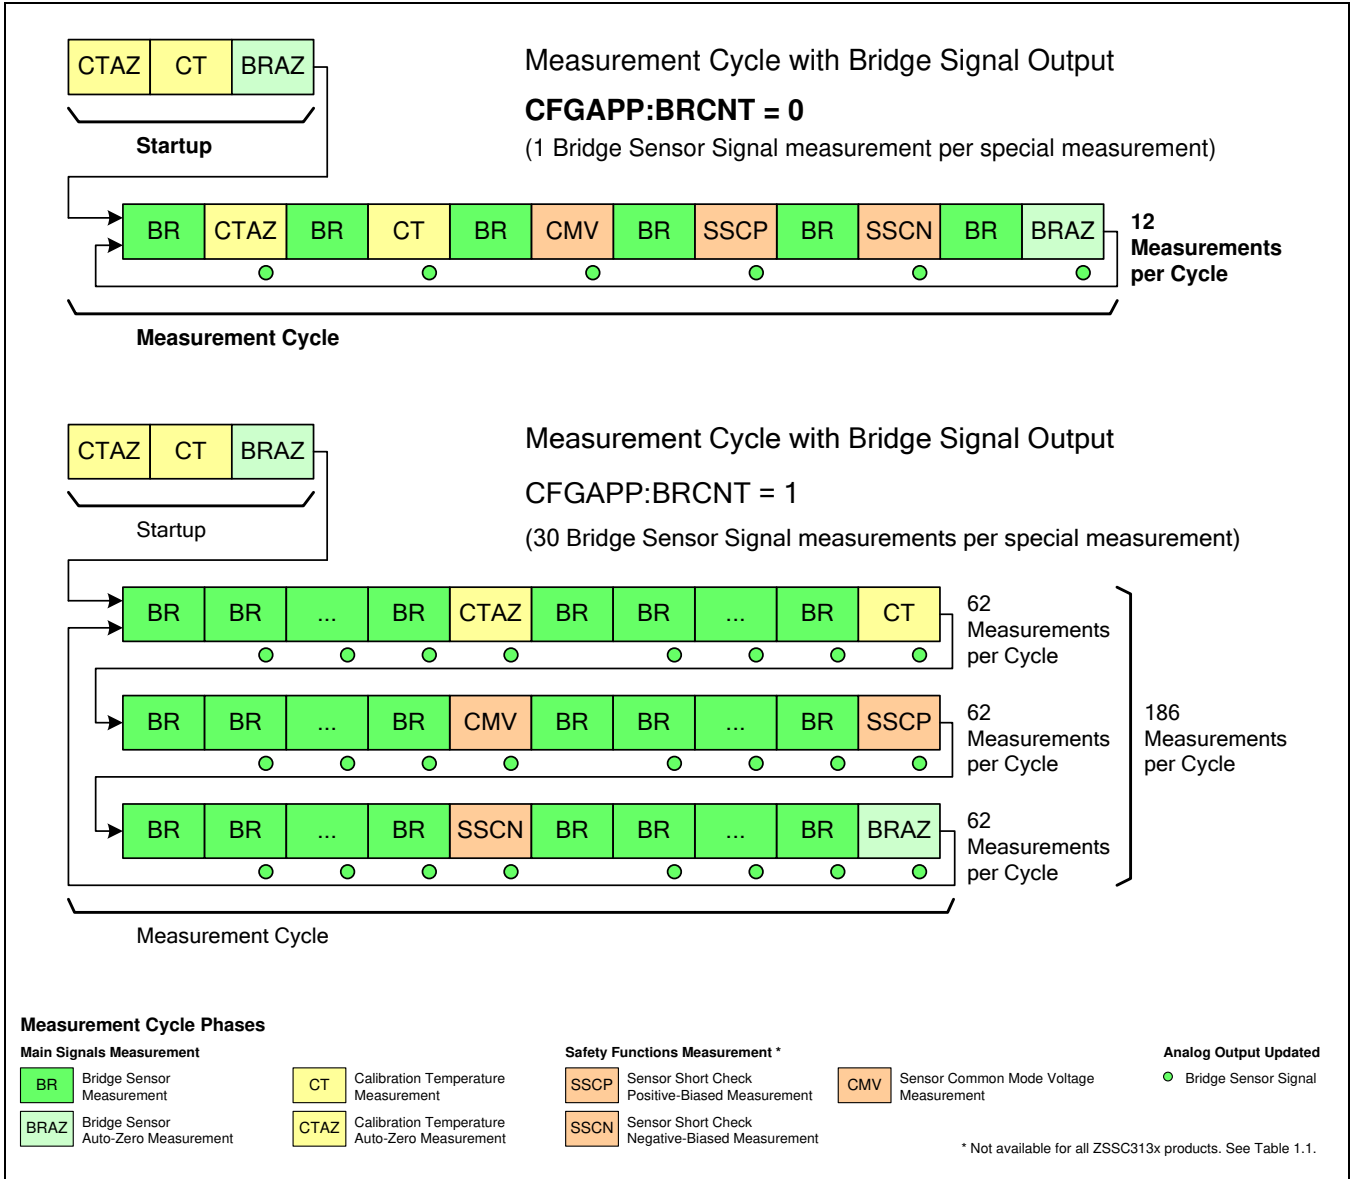 CTAZ CT BRAZ
Startup
Measurement Cycle with Bridge Signal Output
CFGAPP:BRCNT = 0
(1 Bridge Sensor Signal measurement per special measurement)
BR CTAZ BR CT BR CMV BR SSCP BR SSCN BR BRAZ
12
Measurements
per Cycle
Measurement Cycle
CTAZ CT BRAZ
Startup
Measurement Cycle with Bridge Signal Output
CFGAPP:BRCNT = 1
(30 Bridge Sensor Signal measurements per special measurement)
BR BR ... BR CTAZ BR BR ... BR CT
62
Measurements
per Cycle
BR BR ... BR CMV BR BR ... BR SSCP
62
Measurements
per Cycle
BR BR ... BR SSCN BR BR ... BR BRAZ
62
Measurements
per Cycle
186
Measurements
per Cycle
Measurement Cycle
Measurement Cycle Phases
Main Signals Measurement
BR
Bridge Sensor
Measurement
BRAZ
Bridge Sensor
Auto-Zero Measurement
CT
Calibration Temperature
Measurement
CTAZ
Calibration Temperature
Auto-Zero Measurement
Safety Functions Measurement *
SSCP
Sensor Short Check
Positive-Biased Measurement
SSCN
Sensor Short Check
Negative-Biased Measurement
CMV
Sensor Common Mode Voltage
Measurement
Analog Output Updated
Bridge Sensor Signal
* Not available for all ZSSC313x products. See Table 1.1.